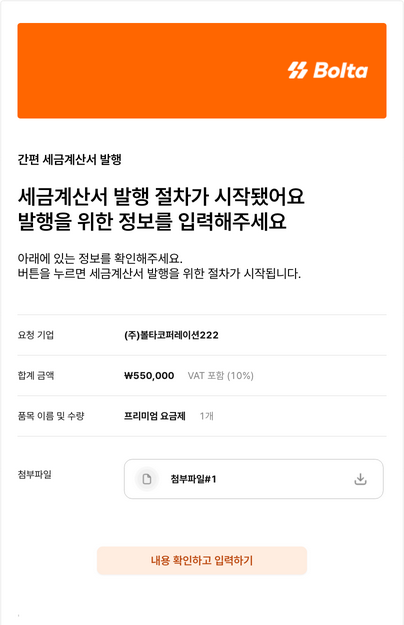 Bolta
간편 세금계산서 발행
세금계산서 발행 절차가 시작됐어요
발행을 위한 정보를 입력해주세요
아래에 있는 정보를 확인해주세요.
버튼을 누르면 세금계산서 발행을 위한 절차가 시작됩니다.
요청 기업 (주)볼타코퍼레이션222
합계 금액 ₩550,000 VAT 포함 (10%)
품목 이름 및 수량 프리미엄 요금제 1개
첨부파일 첨부파일#1
내용 확인하고 입력하기